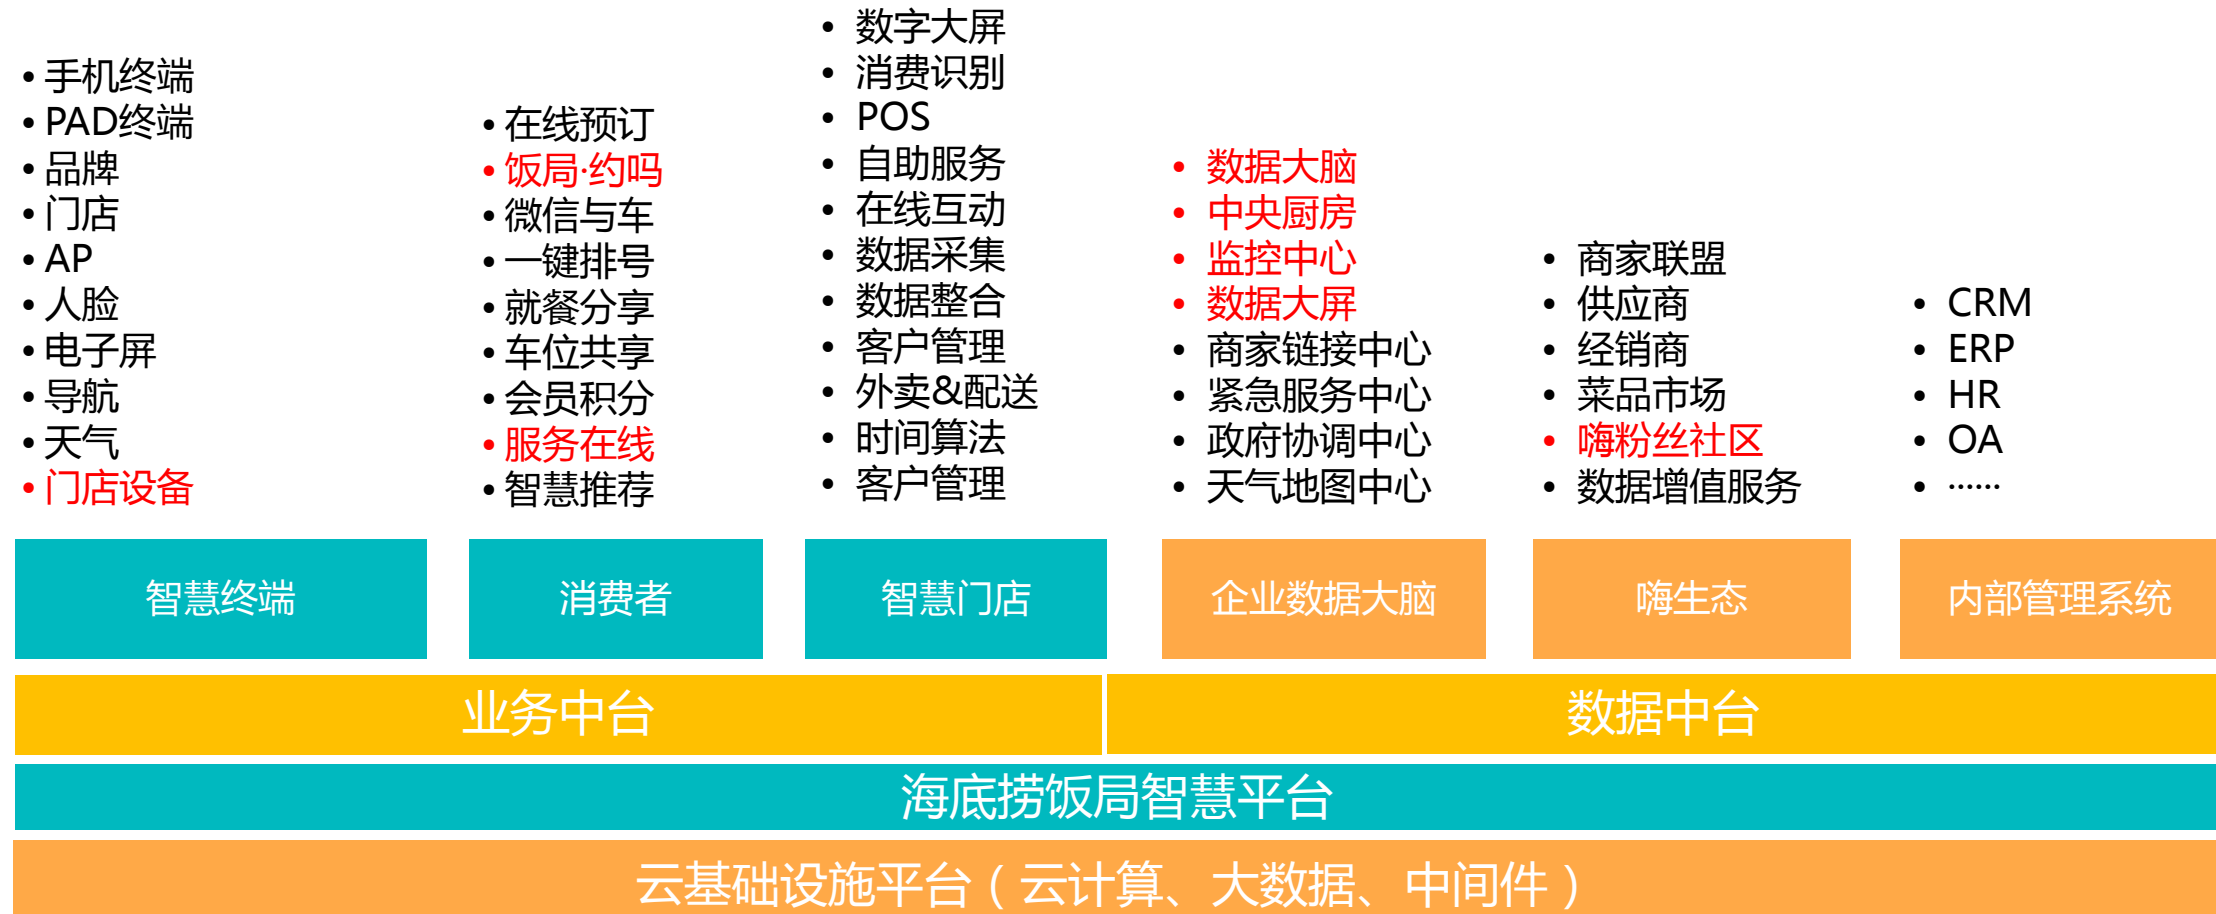 • 手机终端
• PAD终端
• 品牌
• 门店
• AP
• 人脸
• 电子屏
• 导航
• 天气
• 门店设备
• 在线预订
• 饭局·约吗
• 微信与车
• 一键排号
• 就餐分享
• 车位共享
• 会员积分
• 服务在线
• 智慧推荐
• 数字大屏
• 消费识别
• POS
• 自助服务
• 在线互动
• 数据采集
• 数据整合
• 客户管理
• 外卖&配送
• 时间算法
• 客户管理
• 数据大脑
• 中央厨房
• 监控中心
• 数据大屏
• 商家链接中心
• 紧急服务中心
• 政府协调中心
• 天气地图中心
• 商家联盟
• 供应商
• 经销商
• 菜品市场
• 嗨粉丝社区
• 数据增值服务
• CRM
• ERP
• HR
• OA
• ······
智慧终端
消费者
智慧门店
企业数据大脑
嗨生态
内部管理系统
业务中台
数据中台
海底捞饭局智慧平台
云基础设施平台（云计算、大数据、中间件）